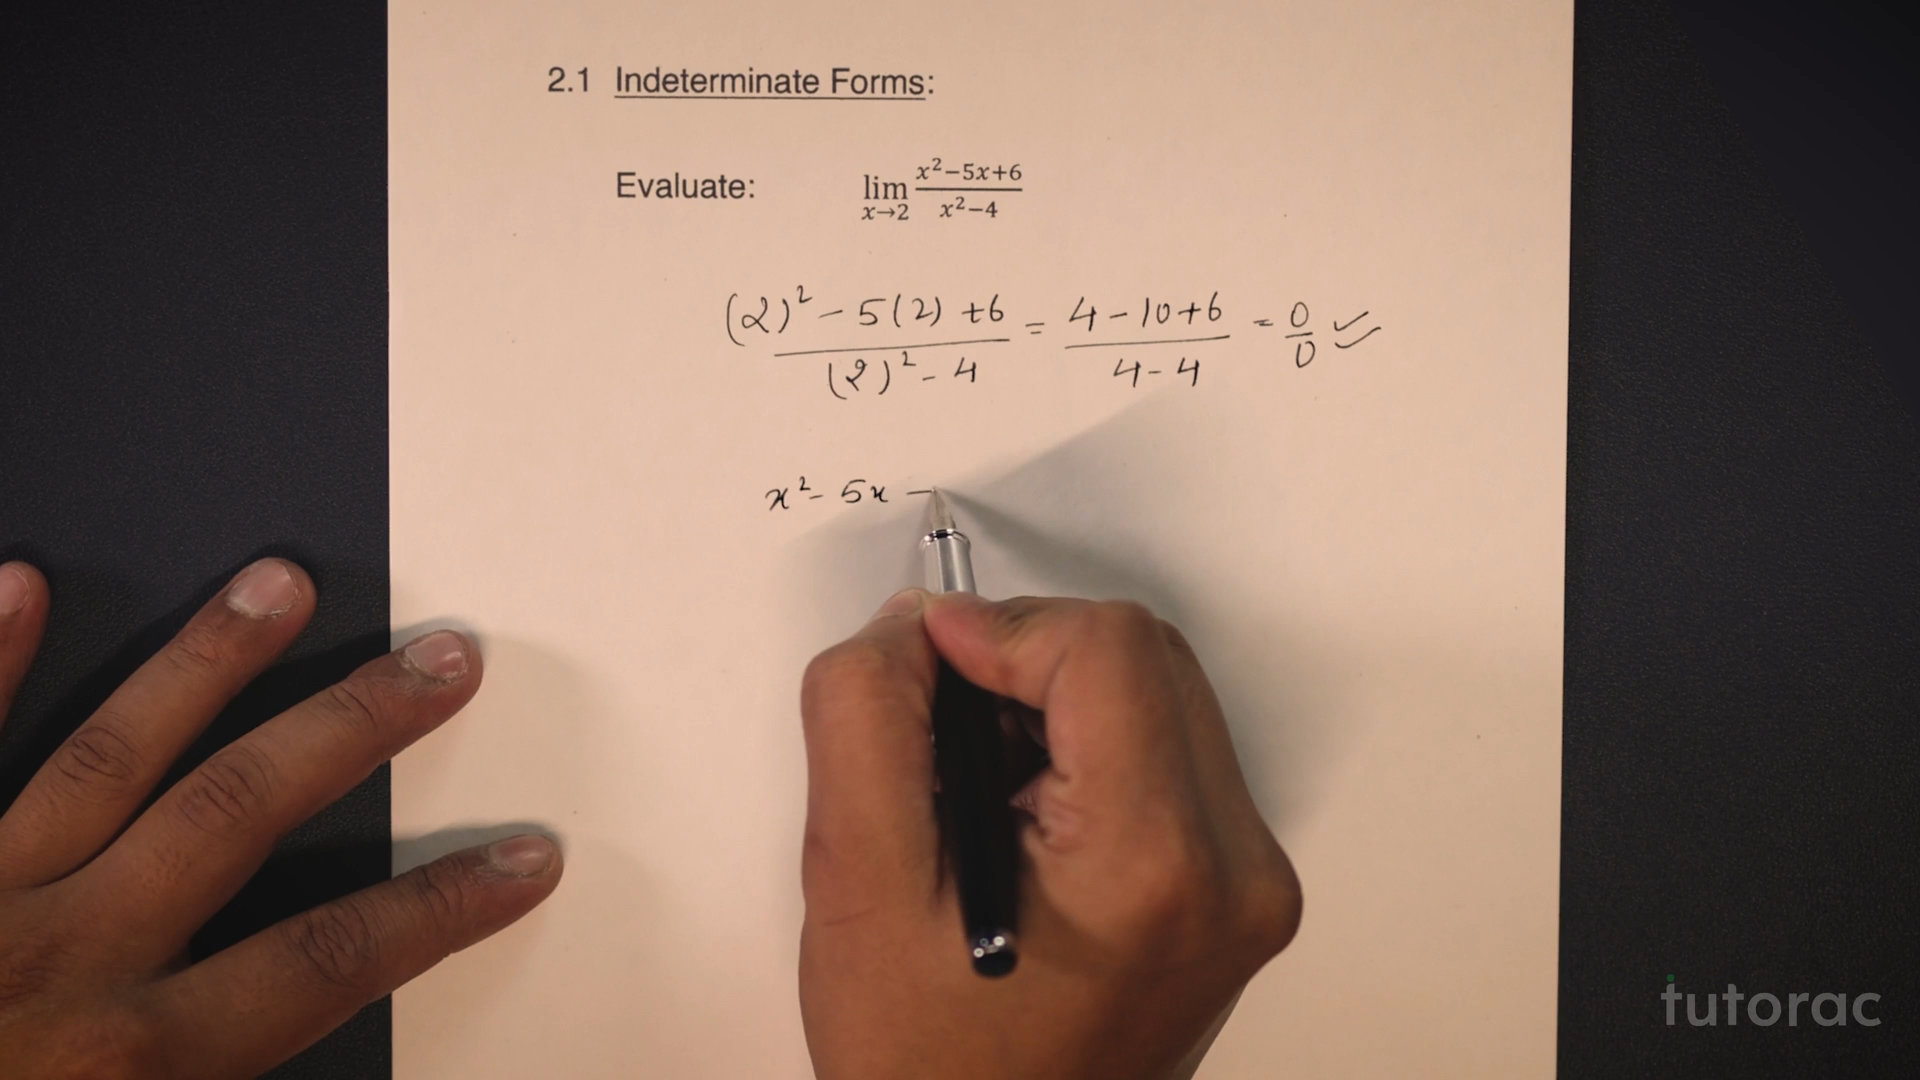 2.1 Indeterminate Forms:
Evaluate: lim x→2 x²−5x+6 / x²−4
(2)² − 5(2) + 6 / (2)² − 4 = 4 − 10 + 6 / 4 − 4 = 0/0 ✓
x² − 5x −
tutorac